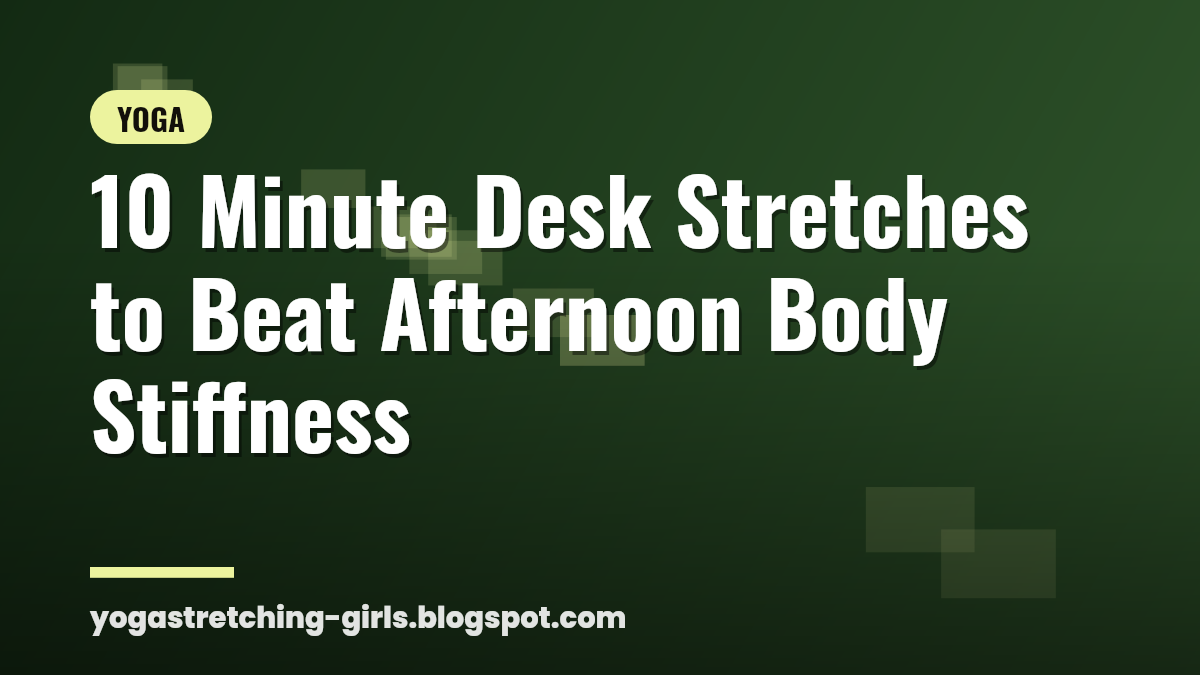 YOGA
10 Minute Desk Stretches
to Beat Afternoon Body
Stiffness
yogastretching-girls.blogspot.com